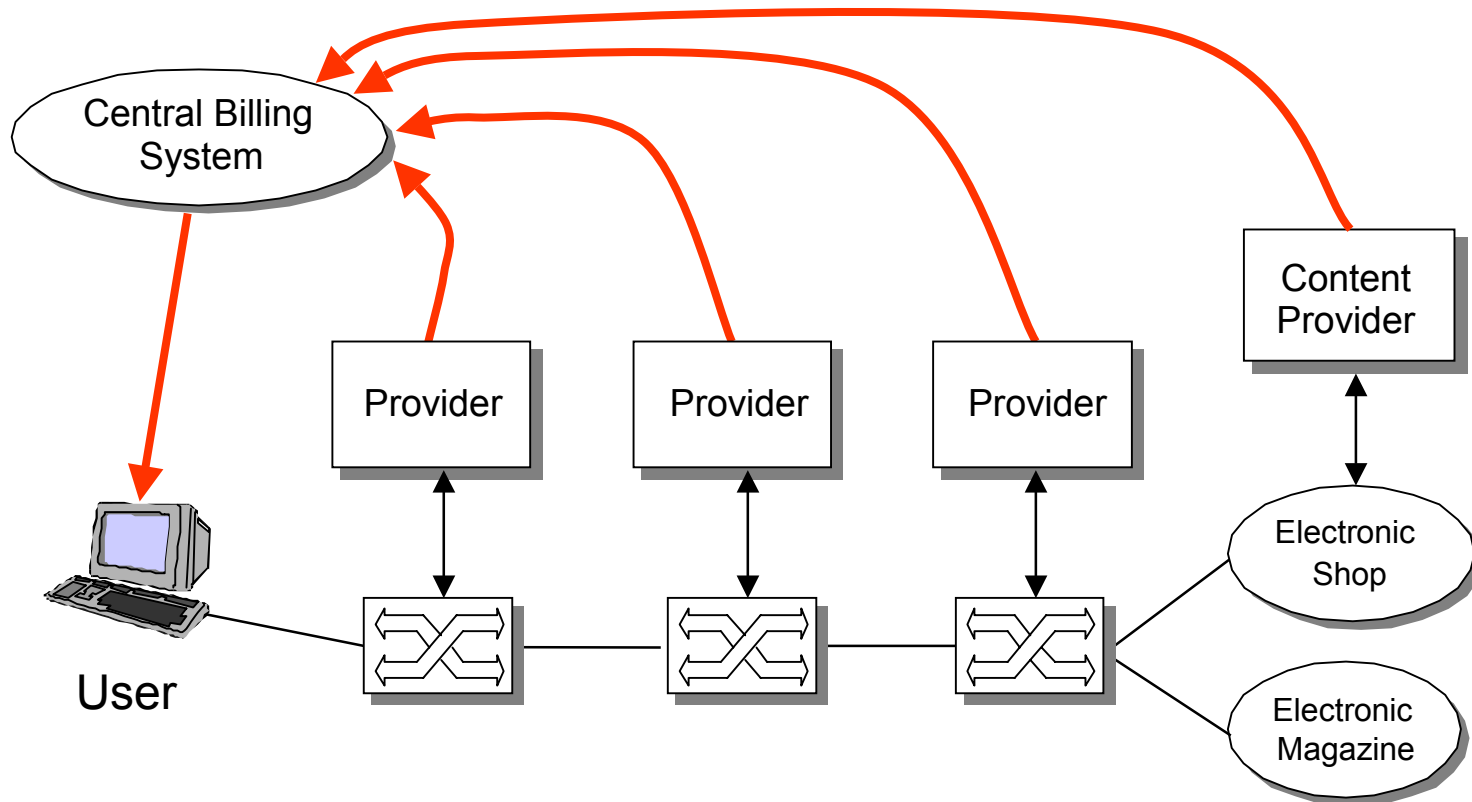 Central Billing
System
Content
Provider
Provider
Provider
Provider
Electronic
Shop
User
Electronic
Magazine